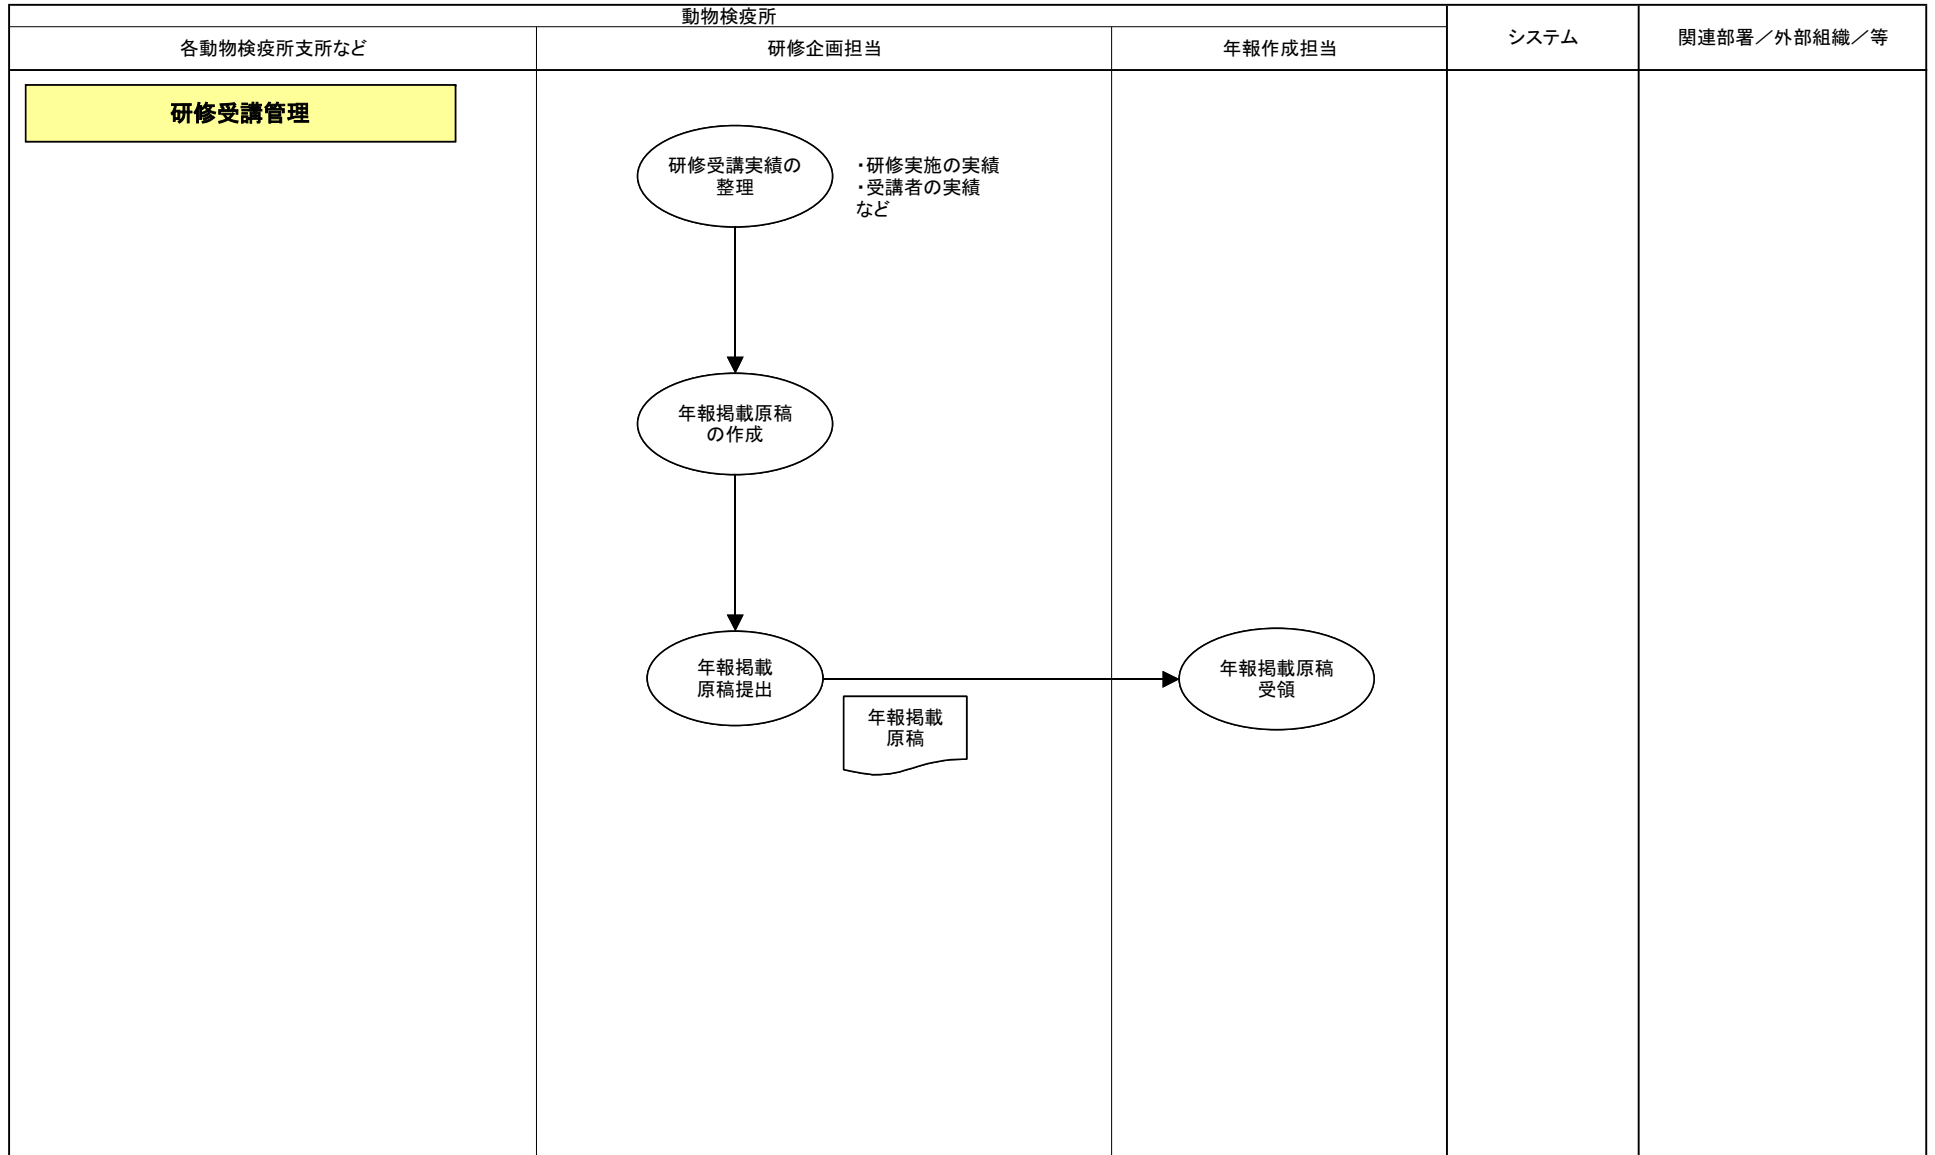 動物検疫所
各動物検疫所支所など
研修企画担当
年報作成担当
システム
関連部署／外部組織／等
研修受講管理
研修受講実績の
整理
・研修実施の実績
・受講者の実績
など
年報掲載原稿
の作成
年報掲載
原稿提出
年報掲載原稿
受領
年報掲載
原稿